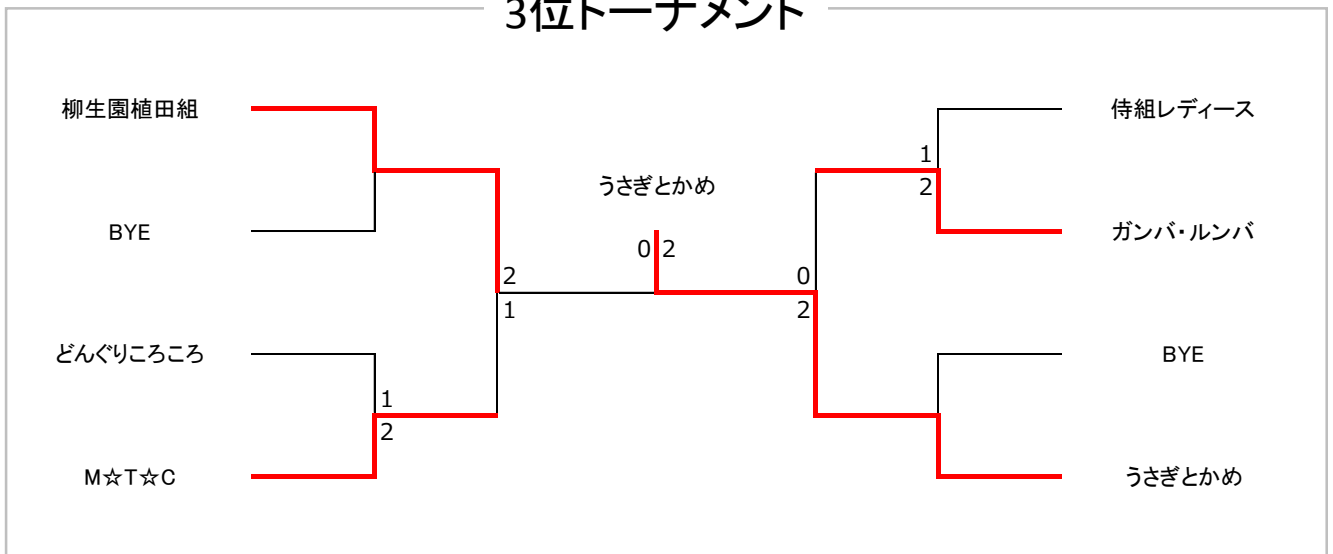 3位トーナメント
柳生園植田組
侍組レディース
1
2
うさぎとかめ
BYE
ガンバ・ルンバ
0 2
2
1
0
2
どんぐりころころ
BYE
1
2
M☆T☆C
うさぎとかめ